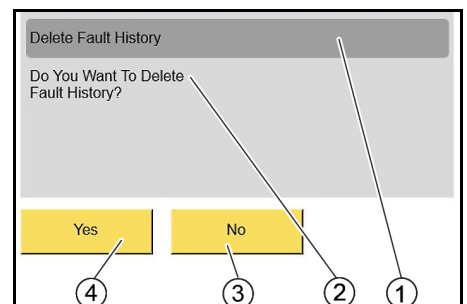 Delete Fault History
Do You Want To Delete
Fault History?
Yes
No
4
3
2
1